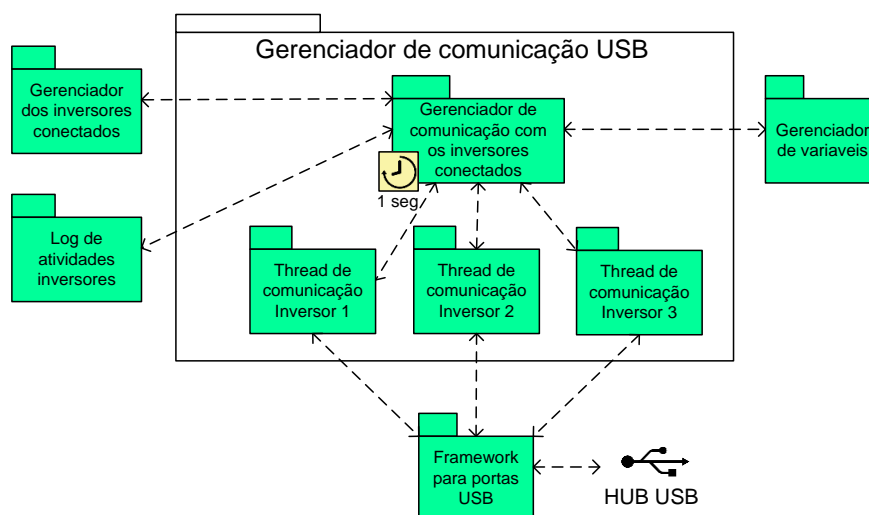 Gerenciador de comunicação USB
Gerenciador
dos inversores
conectados
Gerenciador de
comunicação com
os inversores
conectados
Gerenciador
de variaveis
1 seg
Log de
atividades
inversores
Thread de
comunicação
Inversor 1
Thread de
comunicação
Inversor 2
Thread de
comunicação
Inversor 3
Framework
para portas
USB
HUB USB